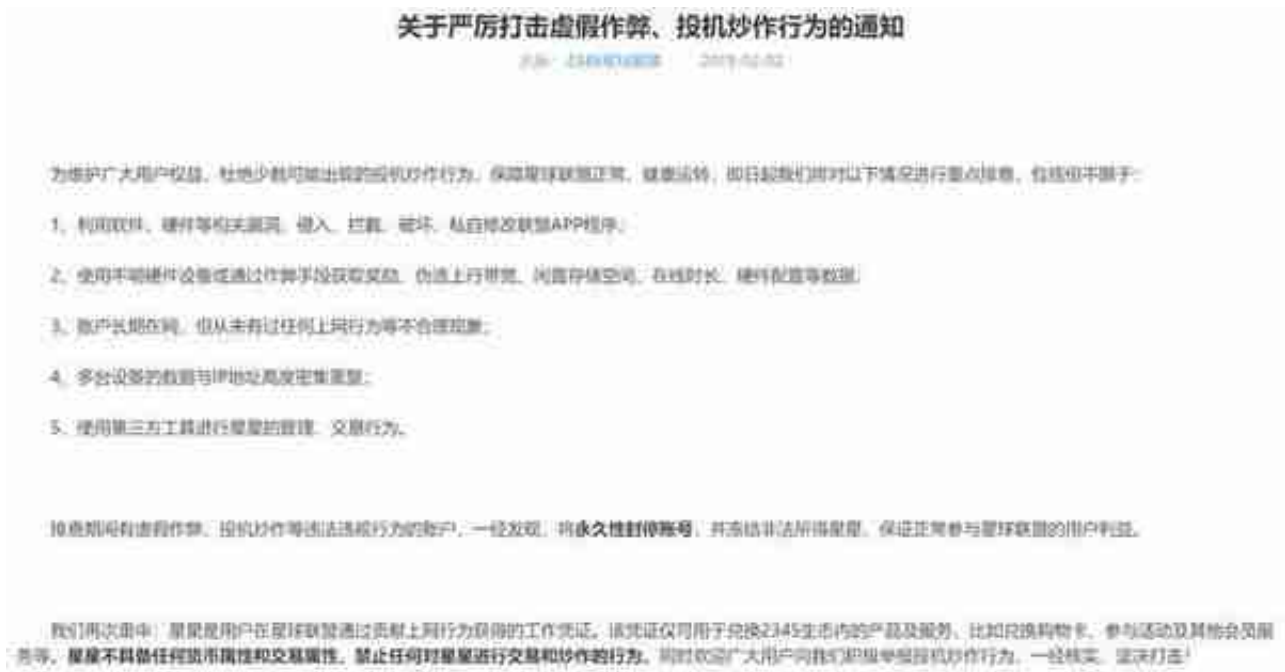 关于严厉打击虚假作弊、投机炒作行为的通知
为维护广大用户权益、杜绝少数可能出现的投机炒作行为，保障星球联盟正常、健康运转，即日起我们将对以下情况进行重点排查，包括但不限于：
1、利用软件、硬件等相关漏洞，侵入、拦截、破坏、私自修改联盟APP程序；
2、使用不明硬件设备或通过作弊手段获取奖励，伪造上行带宽、闲置存储空间、在线时长、硬件配置等数据；
3、账户长期在网，但从未有过任何上网行为等不合理现象；
4、多台设备的数据与IP地址高度密集重复；
5、使用第三方工具进行星星的管理、交易行为。
排查期间有虚假作弊、投机炒作等违法违规行为的账户，一经发现，将永久性封停账号，并冻结非法所得星星，保证正常参与星球联盟的用户利益。
我们再次重申：星星是用户在星球联盟通过贡献上网行为获得的工作凭证。该凭证仅可用于兑换2345生态内的产品及服务，比如兑换购物卡、参与活动及其他会员服
务等。星星不具备任何货币属性和交易属性，禁止任何对星星进行交易和炒作的行为。同时欢迎广大用户向我们积极举报投机炒作行为，一经核实，坚决打击！